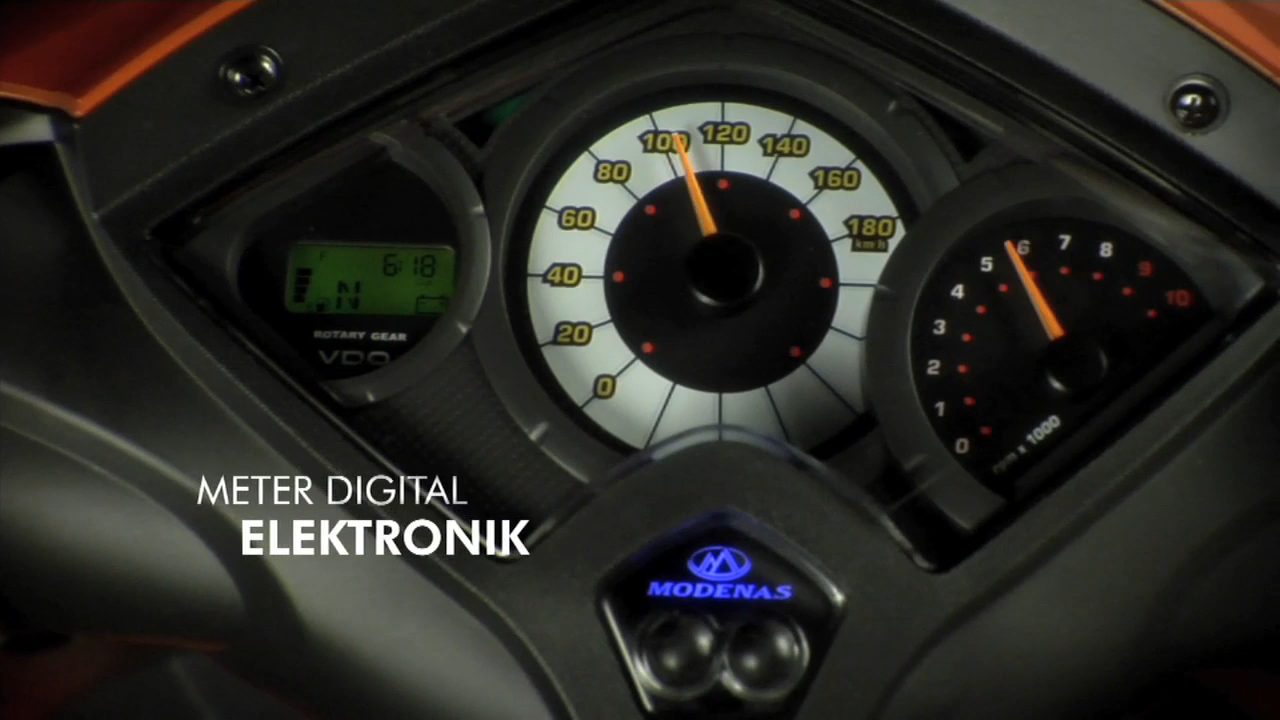 F
6:18
N
ROTARY GEAR
VDO
0
20
40
60
80
100
120
140
160
180
km/h
0
1
2
3
4
5
6
7
8
9
10
rpm x 1000
METER DIGITAL
ELEKTRONIK
MODENAS